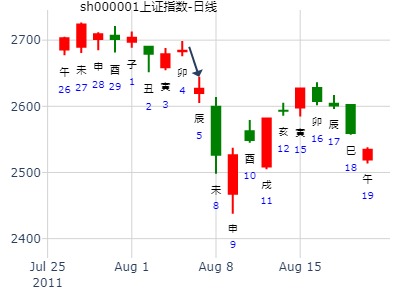 sh000001上证指数-日线
2700
2600
2500
2400
午 26
未 27
申 28
酉 29
子 1
丑 2
寅 3
卯 4
辰 5
未 8
申 9
酉 10
戌 11
亥 12
寅 15
卯 16
辰 17
巳 18
午 19
Jul 25
2011
Aug 1
Aug 8
Aug 15